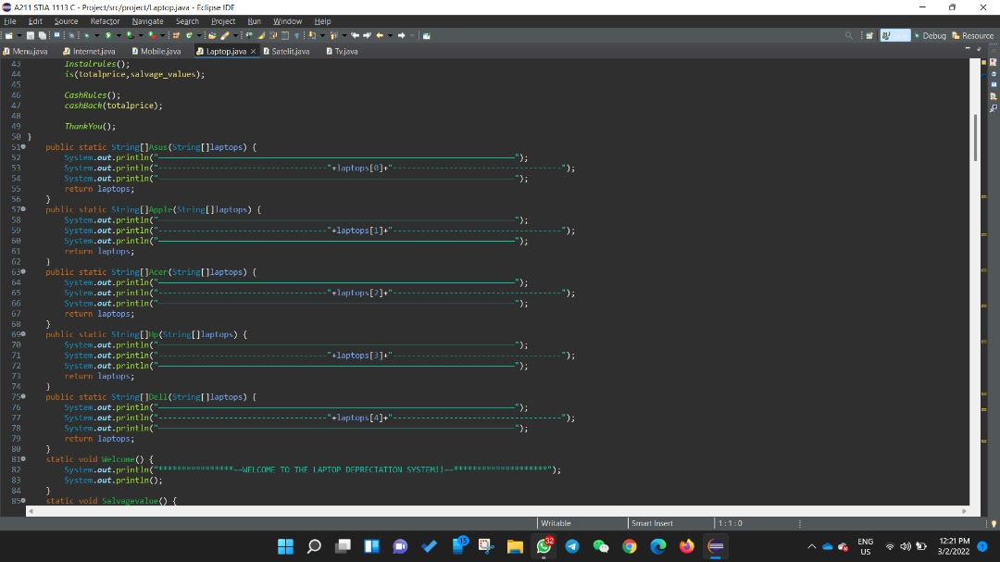 A211 STIA 1113 C - Project/src/project/Laptop.java - Eclipse IDE
File Edit Source Refactor Navigate Search Project Run Window Help
Debug Resource
Menu.java Internet.java Mobile.java Laptop.java Satelit.java Tv.java
43 Instalrules();
44 is(totalprice,salvage_values);
45
46 CashRules();
47 cashBack(totalprice);
48
49 ThankYou();
50 }
51 public static String[]Asus(String[]laptops) {
52 System.out.println("————————————————————————————————");
53 System.out.println("--------------------------------"+laptops[0]+"--------------------------------");
54 System.out.println("————————————————————————————————");
55 return laptops;
56 }
57 public static String[]Apple(String[]laptops) {
58 System.out.println("————————————————————————————————");
59 System.out.println("--------------------------------"+laptops[1]+"--------------------------------");
60 System.out.println("————————————————————————————————");
61 return laptops;
62 }
63 public static String[]Acer(String[]laptops) {
64 System.out.println("————————————————————————————————");
65 System.out.println("--------------------------------"+laptops[2]+"--------------------------------");
66 System.out.println("————————————————————————————————");
67 return laptops;
68 }
69 public static String[]Hp(String[]laptops) {
70 System.out.println("————————————————————————————————");
71 System.out.println("--------------------------------"+laptops[3]+"--------------------------------");
72 System.out.println("————————————————————————————————");
73 return laptops;
74 }
75 public static String[]Dell(String[]laptops) {
76 System.out.println("————————————————————————————————");
77 System.out.println("--------------------------------"+laptops[4]+"--------------------------------");
78 System.out.println("————————————————————————————————");
79 return laptops;
80 }
81 static void Welcome() {
82 System.out.println("****************--WELCOME TO THE LAPTOP DEPRECIATION SYSTEM!!--********************");
83 System.out.println();
84 }
85 static void Salvagevalue() {
Writable Smart Insert 1 : 1 : 0
15 32
ENG
US
12:21 PM
3/2/2022
1